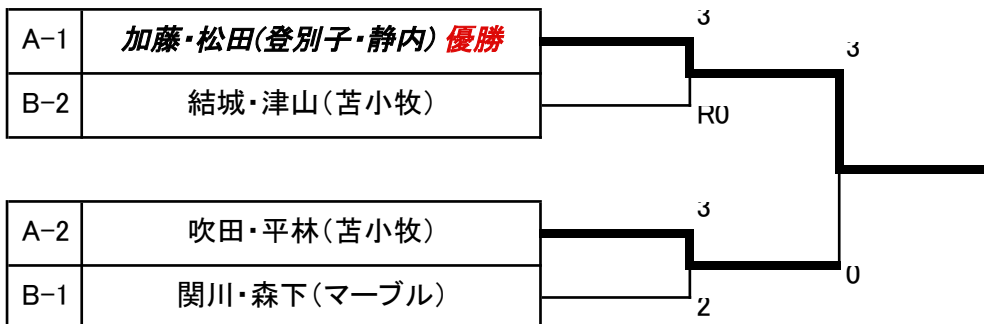 3
A-1 加藤・松田(登別子・静内) 優勝
3
B-2 結城・津山(苫小牧)
R0
3
A-2 吹田・平林(苫小牧)
0
B-1 関川・森下(マーブル)
2